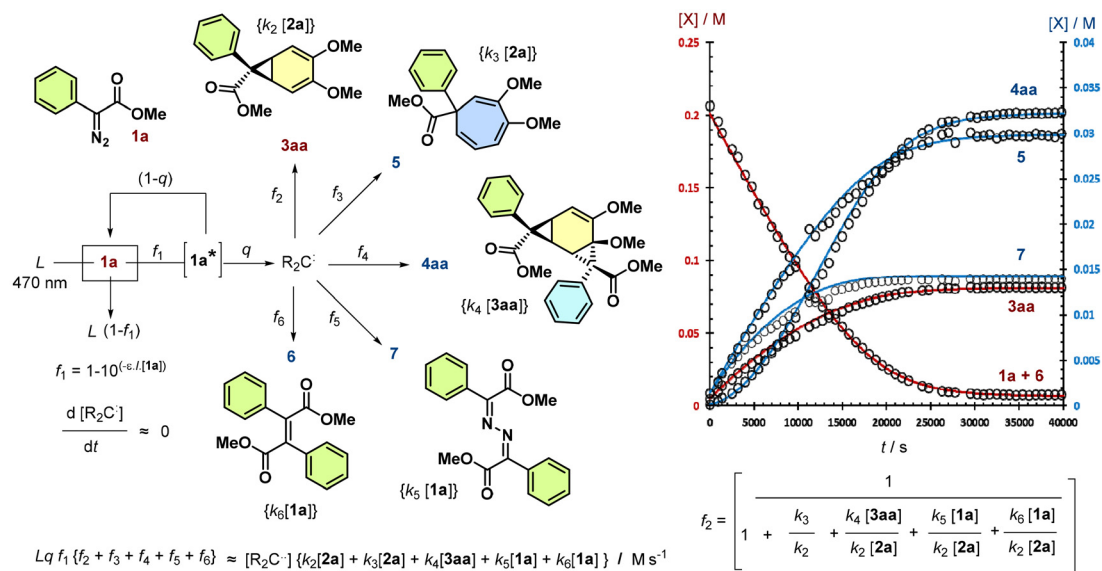 {k2 [2a]}
OMe
OMe
O
OMe
3aa
{k3 [2a]}
MeO
O
OMe
OMe
5
O
OMe
N2
1a
(1-q)
L
470 nm
1a
f1
[1a*]
q
R2C:
L (1-f1)
f2
f3
f4
f5
f6
4aa
OMe
OMe
O
OMe
O
MeO
{k4 [3aa]}
6
7
f1 = 1-10(-ε.l.[1a])
d [R2C:]
dt
≈ 0
O
OMe
MeO
O
{k6[1a]}
O
OMe
N
N
MeO
O
{k5 [1a]}
Lq f1 {f2 + f3 + f4 + f5 + f6} ≈ [R2C··] {k2[2a] + k3[2a] + k4[3aa] + k5[1a] + k6[1a] } / M s-1
[X] / M
[X] / M
0.25
0.2
0.15
0.1
0.05
0
0.04
0.035
0.03
0.025
0.02
0.015
0.01
0.005
0
4aa
5
7
3aa
1a + 6
0 5000 10000 15000 20000 25000 30000 35000 40000
t / s
f2 = [ 1
1 + k3 + k4 [3aa] + k5 [1a] + k6 [1a]
k2 k2 [2a] k2 [2a] k2 [2a] ]